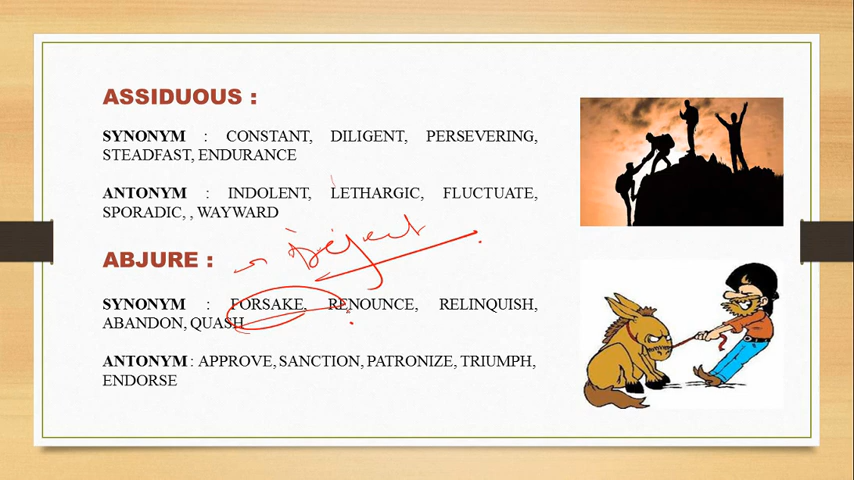 ASSIDUOUS :
SYNONYM : CONSTANT, DILIGENT, PERSEVERING,
STEADFAST, ENDURANCE
ANTONYM : INDOLENT, LETHARGIC, FLUCTUATE,
SPORADIC, , WAYWARD
ABJURE :
SYNONYM : FORSAKE, RENOUNCE, RELINQUISH,
ABANDON, QUASH
ANTONYM : APPROVE, SANCTION, PATRONIZE, TRIUMPH,
ENDORSE